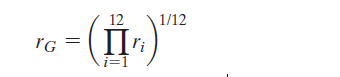 r_G = \left( \prod_{i=1}^{12} r_i \right)^{1/12}